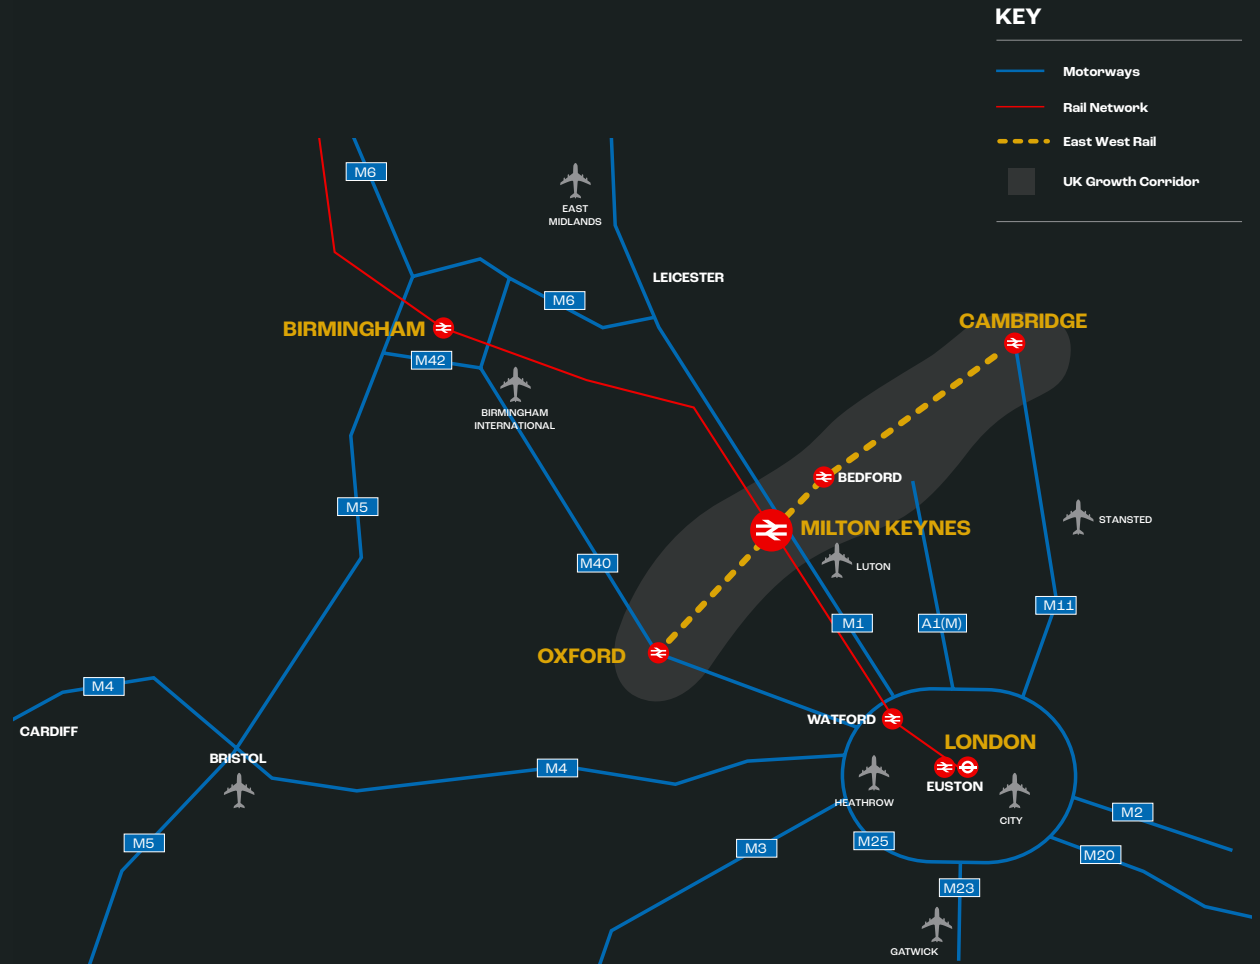 KEY
Motorways
Rail Network
East West Rail
UK Growth Corridor
M6
EAST
MIDLANDS
LEICESTER
M6
BIRMINGHAM
M42
CAMBRIDGE
BIRMINGHAM
INTERNATIONAL
BEDFORD
M5
MILTON KEYNES
STANSTED
M40
LUTON
M11
M1
A1(M)
OXFORD
M4
CARDIFF
WATFORD
LONDON
BRISTOL
M4
EUSTON
HEATHROW
CITY
M2
M5
M3
M25
M20
M23
GATWICK